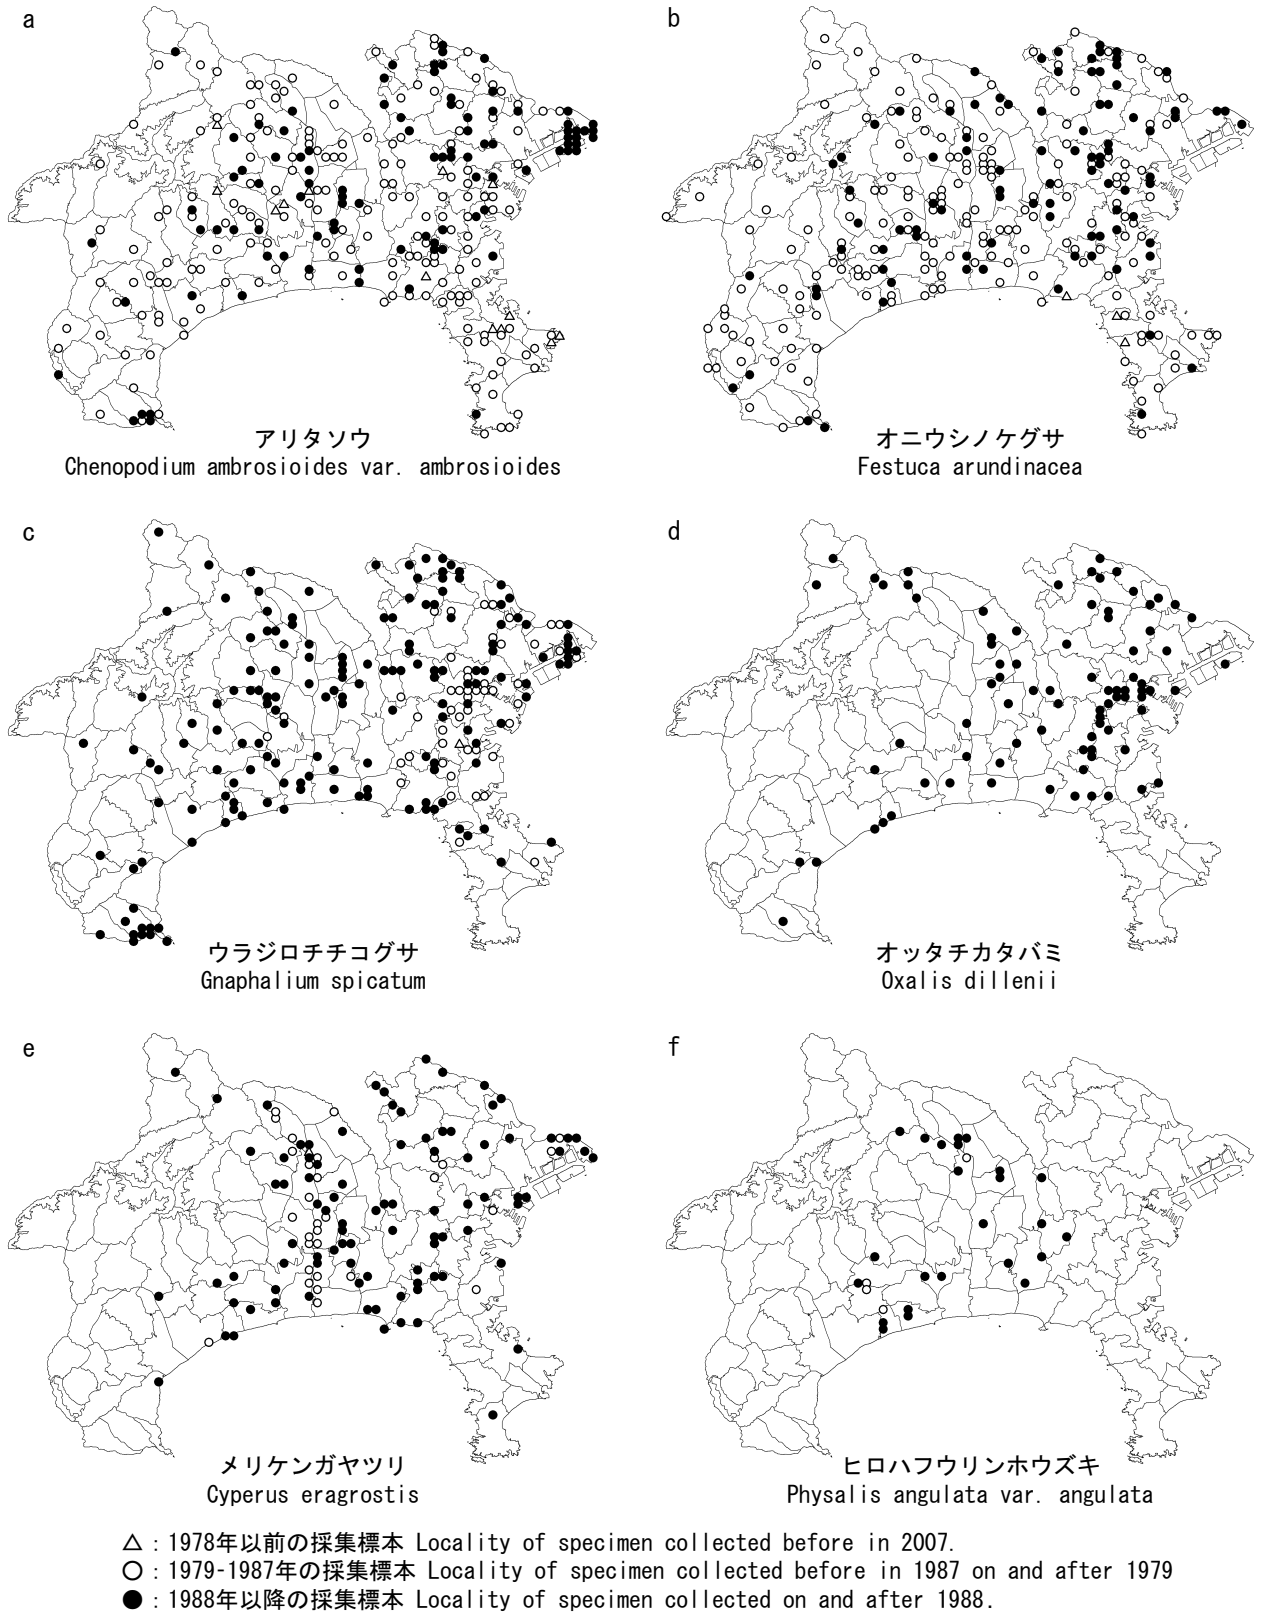 a
b
アリタソウ
Chenopodium ambrosioides var. ambrosioides
オニウシノケグサ
Festuca arundinacea
c
d
ウラジロチチコグサ
Gnaphalium spicatum
オッタチカタバミ
Oxalis dillenii
e
f
メリケンガヤツリ
Cyperus eragrostis
ヒロハフウリンホウズキ
Physalis angulata var. angulata
△：1978年以前の採集標本 Locality of specimen collected before in 2007.
○：1979-1987年の採集標本 Locality of specimen collected before in 1987 on and after 1979
●：1988年以降の採集標本 Locality of specimen collected on and after 1988.